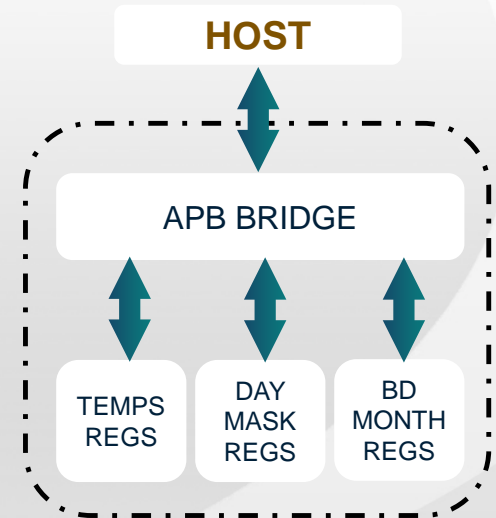 HOST
APB BRIDGE
TEMPS
REGS
DAY
MASK
REGS
BD
MONTH
REGS